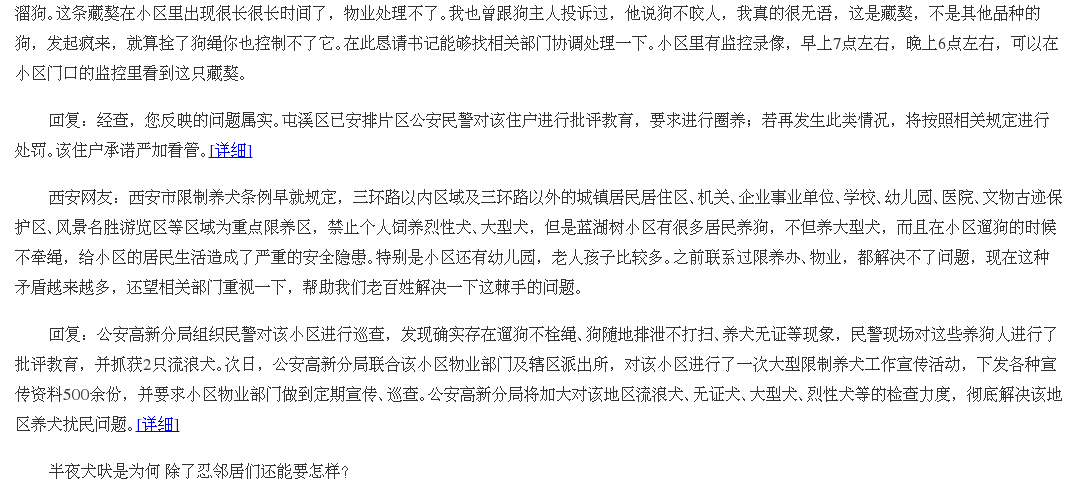 溜狗。这条藏獒在小区里出现很长很长时间了，物业处理不了。我也曾跟狗主人投诉过，他说狗不咬人，我真的很无语，这是藏獒，不是其他品种的
狗，发起疯来，就算拴了狗绳你也控制不了它。在此恳请书记能够找相关部门协调处理一下。小区里有监控录像，早上7点左右，晚上6点左右，可以在
小区门口的监控里看到这只藏獒。
回复：经查，您反映的问题属实。屯溪区已安排片区公安民警对该住户进行批评教育，要求进行圈养；若再发生此类情况，将按照相关规定进行
处罚。该住户承诺严加看管。[详细]
西安网友：西安市限制养犬条例早就规定，三环路以内区域及三环路以外的城镇居民居住区、机关、企业事业单位、学校、幼儿园、医院、文物古迹保
护区、风景名胜游览区等区域为重点限养区，禁止个人饲养烈性犬、大型犬，但是蓝湖树小区有很多居民养狗，不但养大型犬，而且在小区遛狗的时候
不牵绳，给小区的居民生活造成了严重的安全隐患。特别是小区还有幼儿园，老人孩子比较多。之前联系过限养办、物业，都解决不了问题，现在这种
矛盾越来越多，还望相关部门重视一下，帮助我们老百姓解决一下这棘手的问题。
回复：公安高新分局组织民警对该小区进行巡查，发现确实存在遛狗不栓绳、狗随地排泄不打扫、养犬无证等现象，民警现场对这些养狗人进行了
批评教育，并抓获2只流浪犬。次日，公安高新分局联合该小区物业部门及辖区派出所，对该小区进行了一次大型限制养犬工作宣传活动，下发各种宣
传资料500余份，并要求小区物业部门做到定期宣传、巡查。公安高新分局将加大对该地区流浪犬、无证犬、大型犬、烈性犬等的检查力度，彻底解决该地
区养犬扰民问题。[详细]
半夜犬吠是为何 除了忍邻居们还能要怎样？